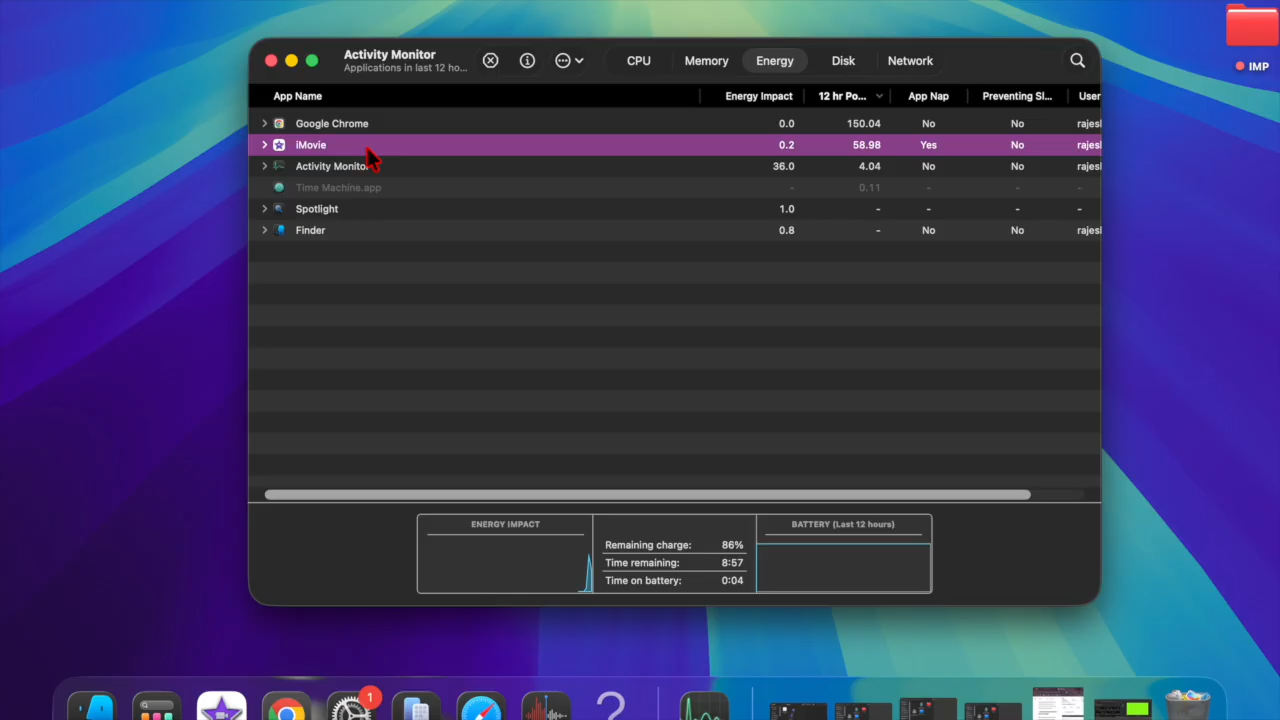 Activity Monitor
Applications in last 12 ho...
CPU Memory Energy Disk Network
IMP
App Name Energy Impact 12 hr Po... App Nap Preventing Sl... User
Google Chrome 0.0 150.04 No No rajesl
iMovie 0.2 58.98 Yes No rajesl
Activity Monitor 36.0 4.04 No No rajesl
Time Machine.app - 0.11 - - -
Spotlight 1.0 - - - -
Finder 0.8 - No No rajesl
ENERGY IMPACT
Remaining charge: 86%
Time remaining: 8:57
Time on battery: 0:04
BATTERY (Last 12 hours)
1
?